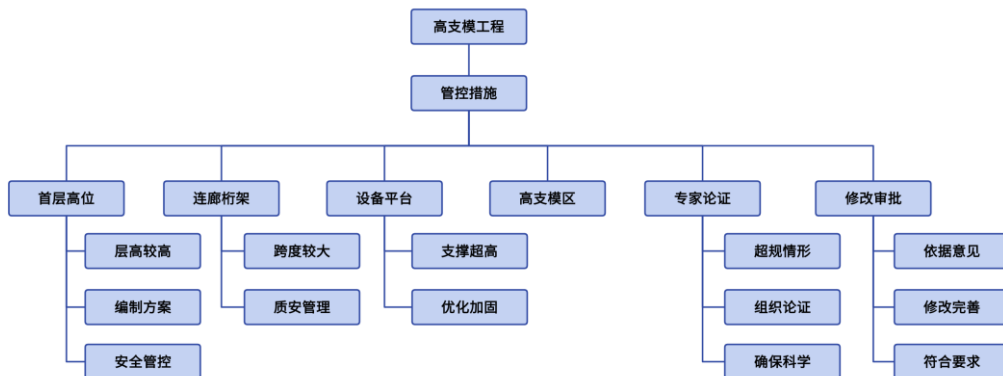 高支模工程
管控措施
首层高位
连廊桁架
设备平台
高支模区
专家论证
修改审批
层高较高
跨度较大
支撑超高
超规情形
依据意见
编制方案
质安管理
优化加固
组织论证
修改完善
安全管控
确保科学
符合要求